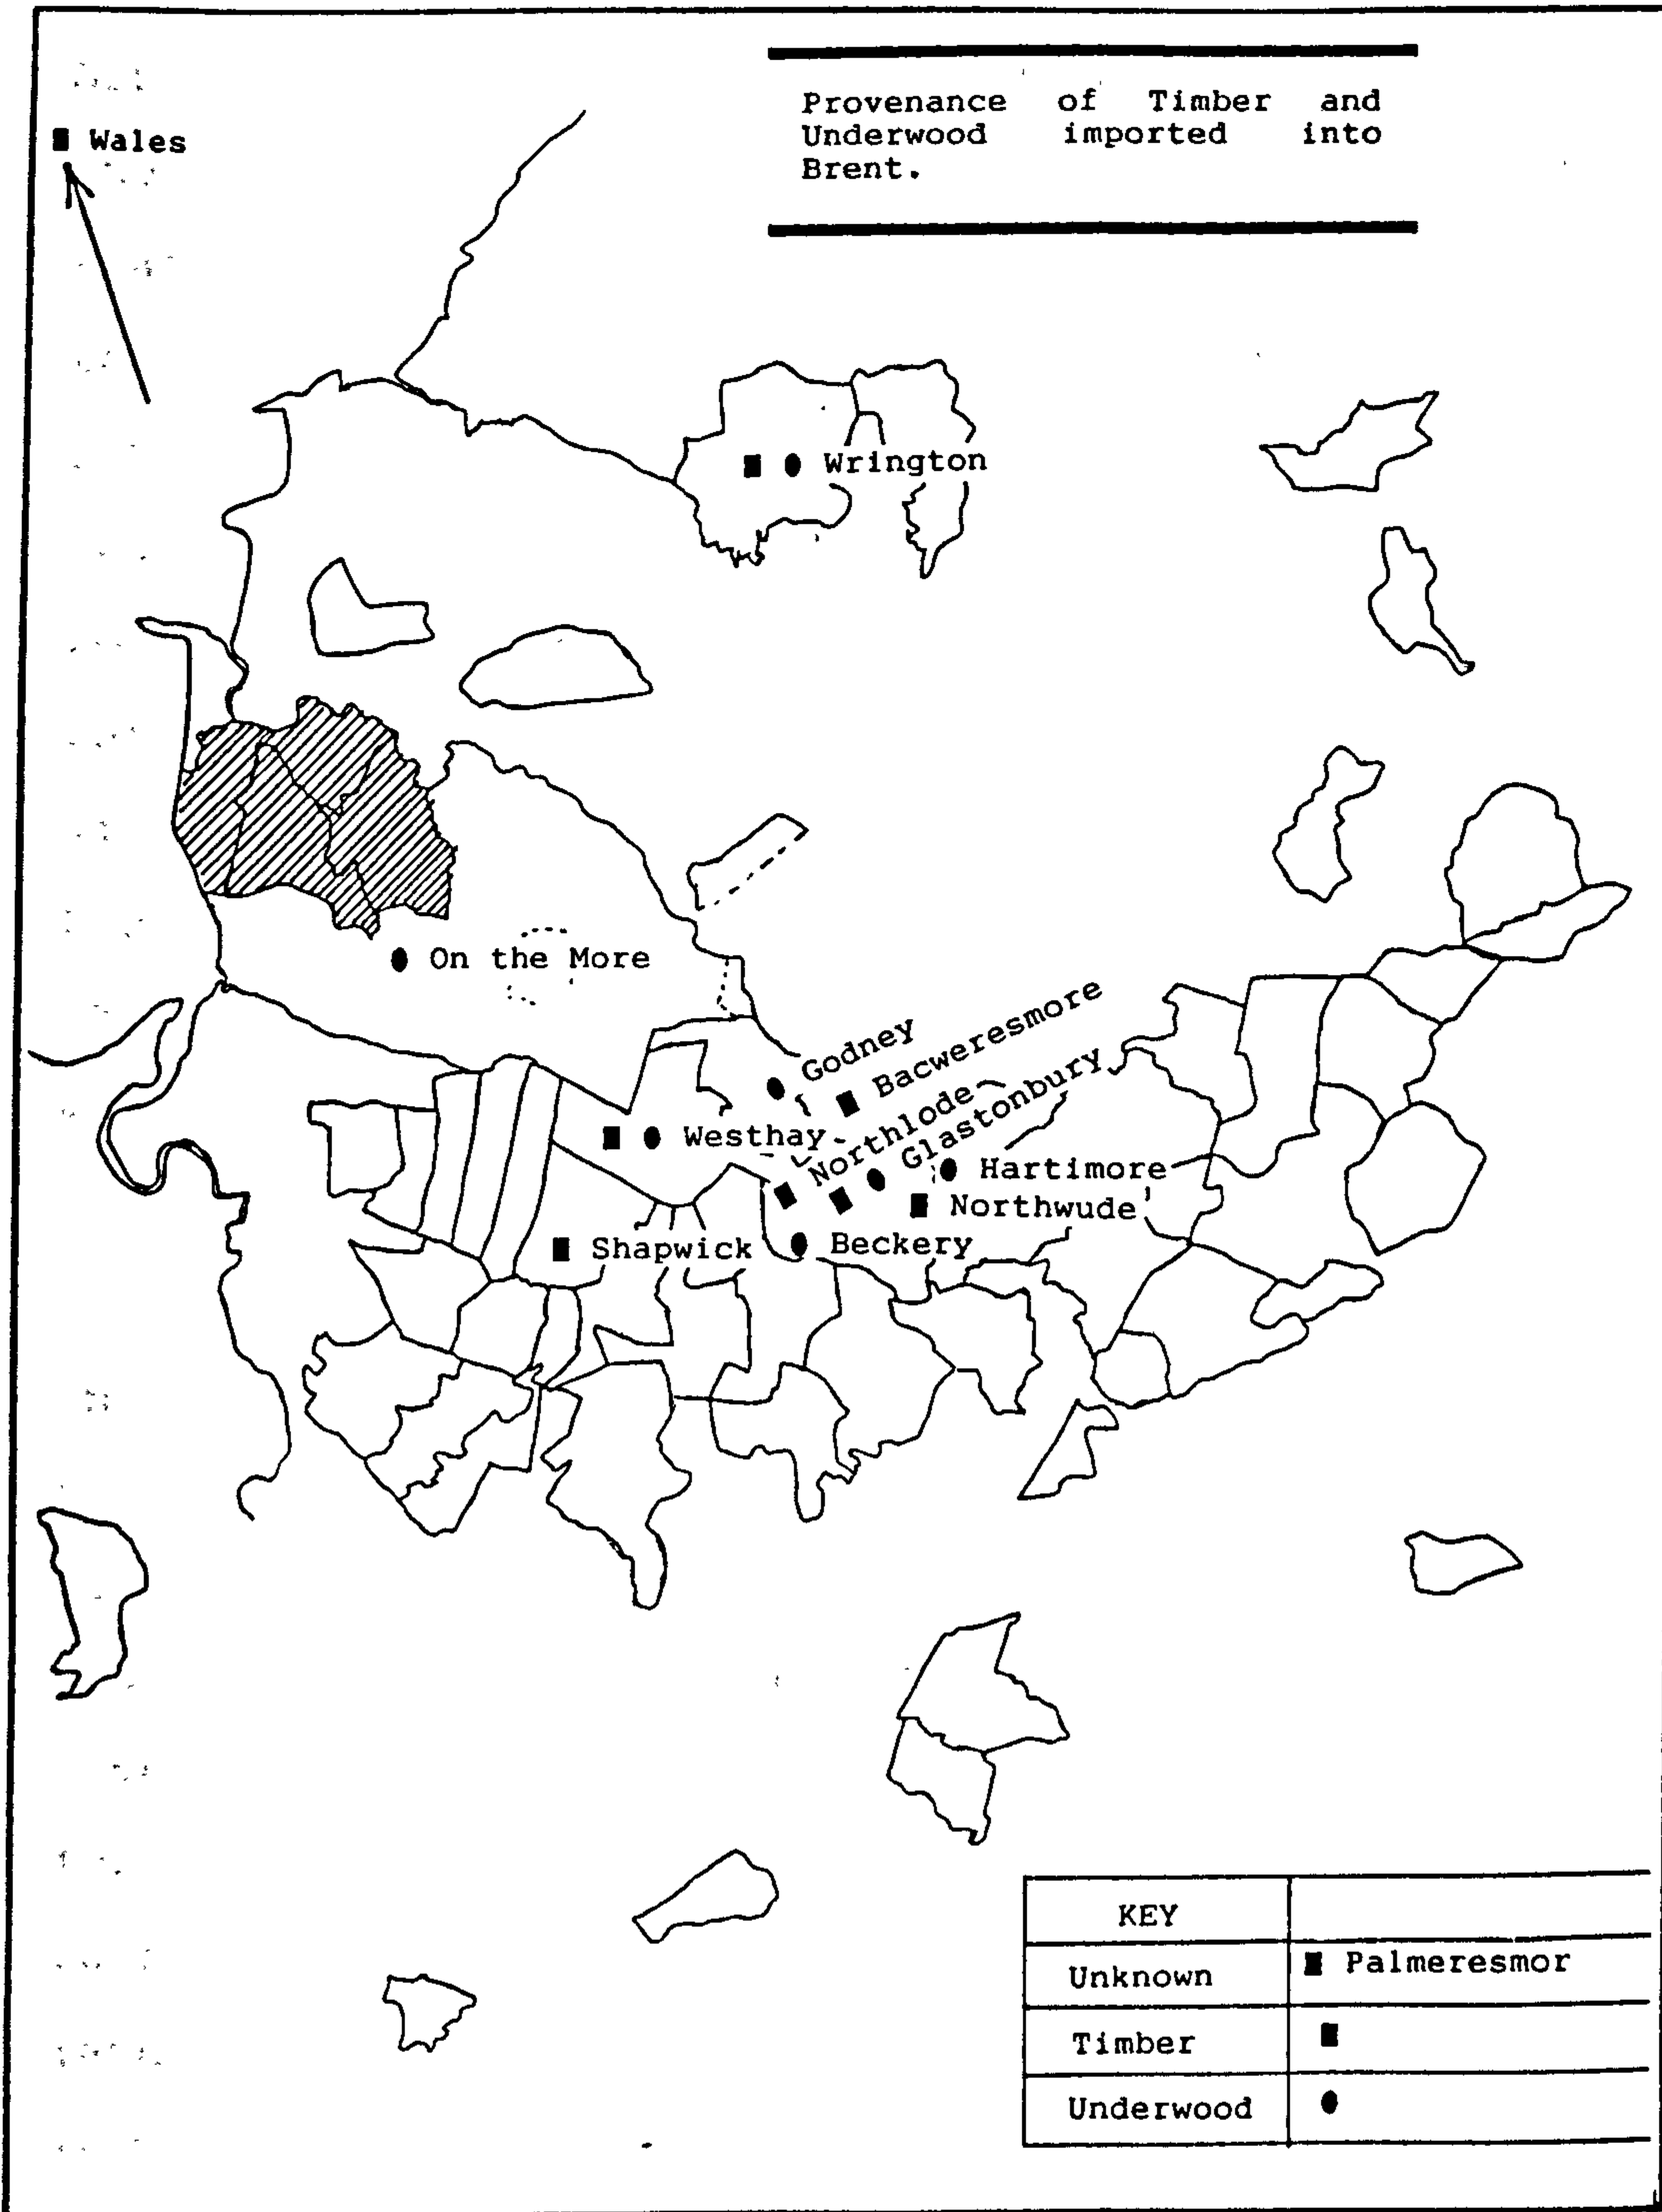 Provenance of Timber and
Underwood imported into
Brent.
Wales
Wrington
On the More
Godney
Bacweresmore
Northlode
Glastonbury
Westhay
Hartimore
Northwude
Shapwick
Beckery
KEY
Unknown Palmeresmor
Timber
Underwood